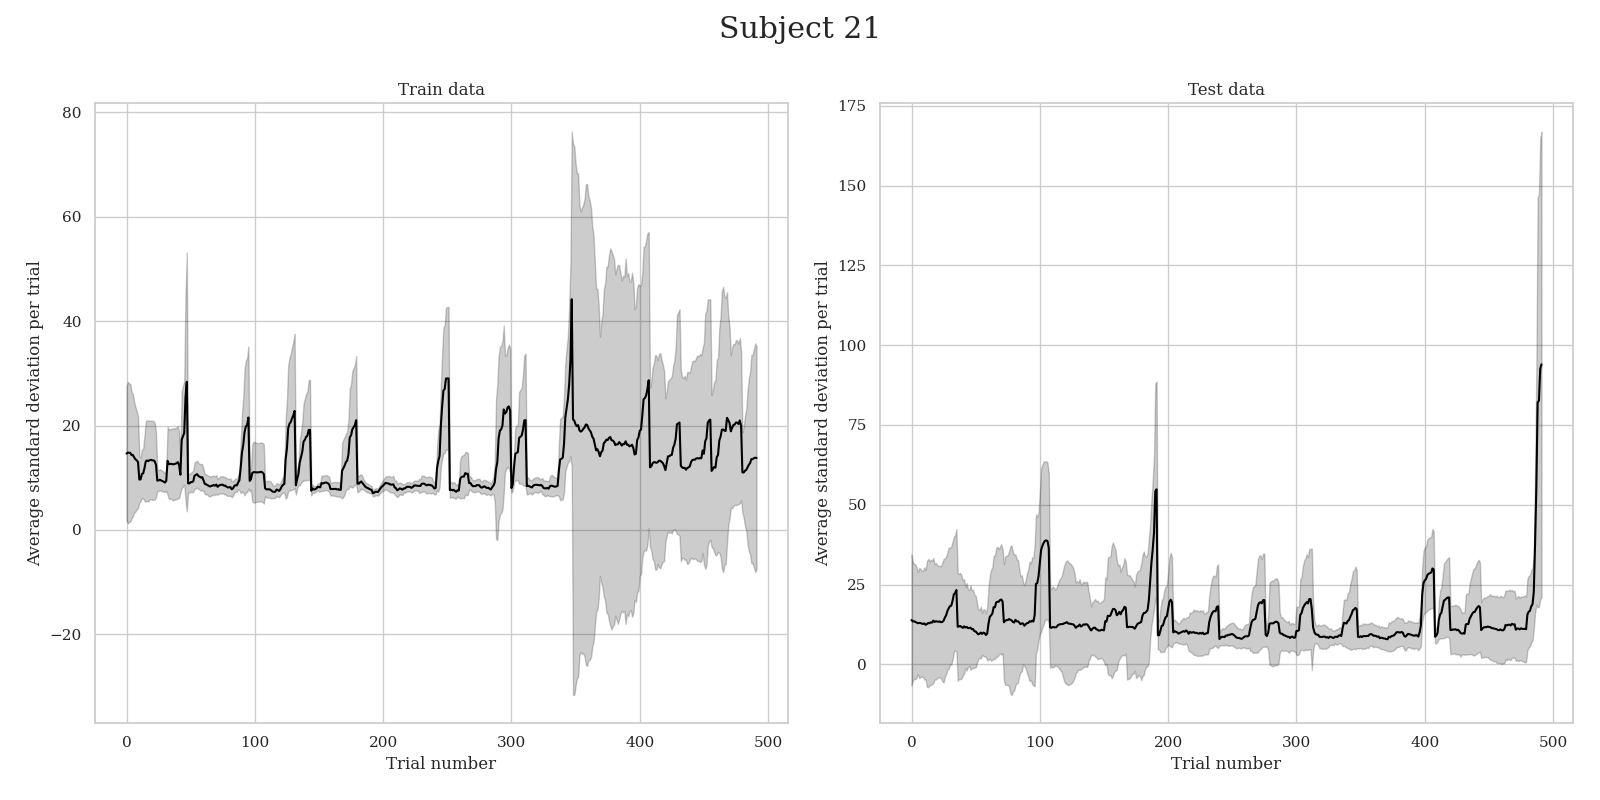 Subject 21
Train data
80
60
40
20
0
−20
0 100 200 300 400 500
Trial number
Average standard deviation per trial
Test data
175
150
125
100
75
50
25
0
0 100 200 300 400 500
Trial number
Average standard deviation per trial